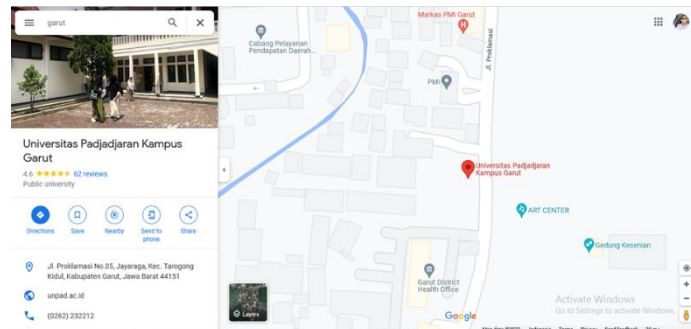 garut
Universitas Padjadjaran Kampus
Garut
4.6 62 reviews
Public university
Directions
Save
Nearby
Send to
phone
Share
Jl. Proklamasi No.05, Jayaraga, Kec. Tarogong
Kidul, Kabupaten Garut, Jawa Barat 44151
unpad.ac.id
(0262) 232212
Markas PMI Garut
Cabang Pelayanan
Pendapatan Daerah...
Jl. Proklamasi
PMI
Universitas Padjadjaran
Kampus Garut
ART CENTER
Gedung Kesenian
Garut District
Health Office
Layers
Google
Activate Windows
Go to Settings to activate Windows.